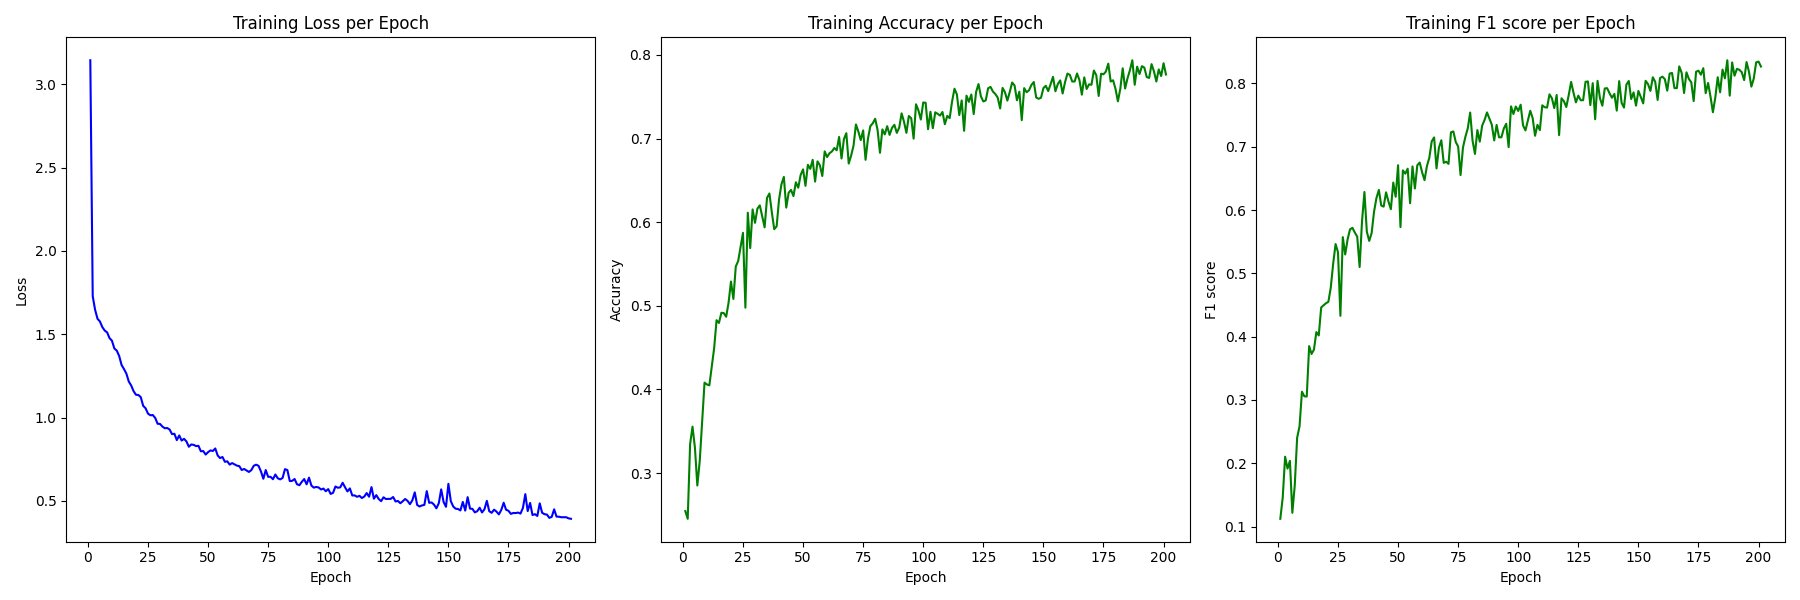 Training Loss per Epoch
3.0
2.5
2.0
1.5
1.0
0.5
Loss
0 25 50 75 100 125 150 175 200
Epoch
Training Accuracy per Epoch
0.8
0.7
0.6
0.5
0.4
0.3
Accuracy
0 25 50 75 100 125 150 175 200
Epoch
Training F1 score per Epoch
0.8
0.7
0.6
0.5
0.4
0.3
0.2
0.1
F1 score
0 25 50 75 100 125 150 175 200
Epoch